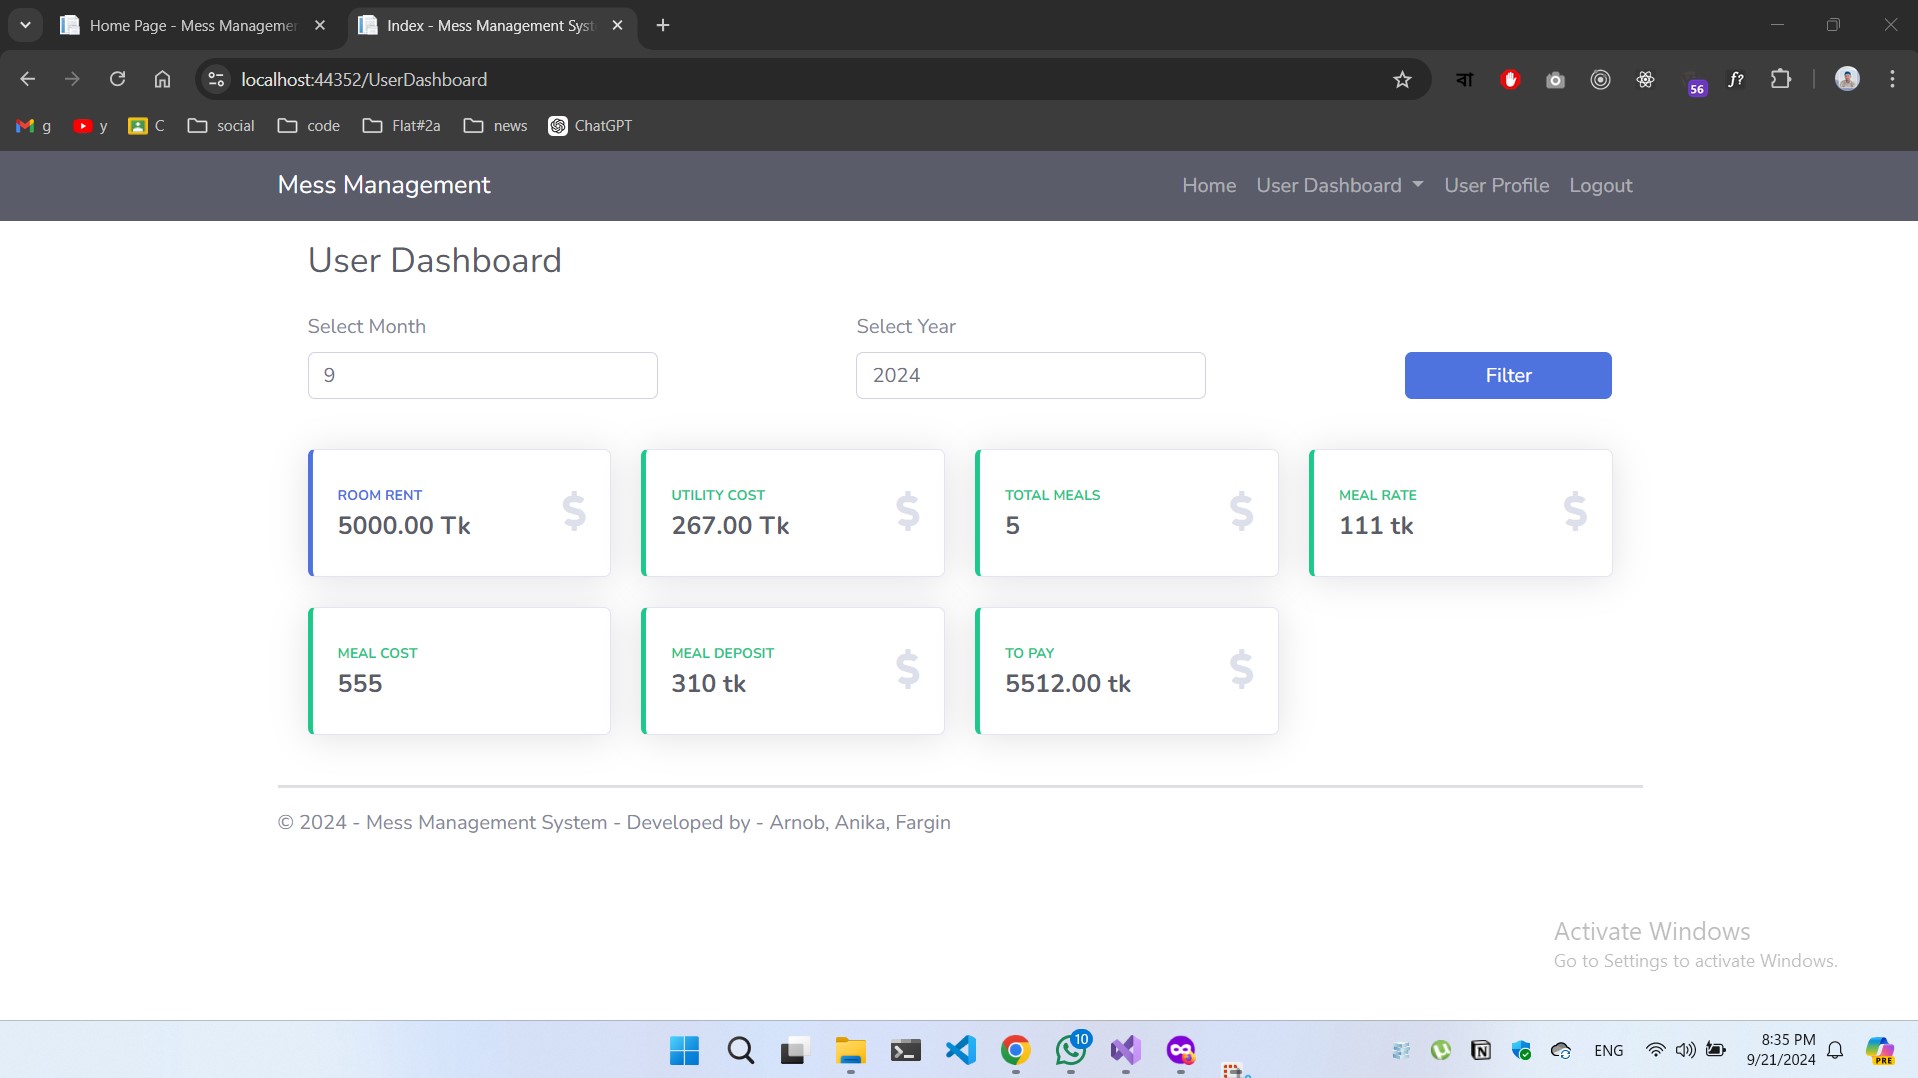 Home Page - Mess Managemen
Index - Mess Management Syst
localhost:44352/UserDashboard
বা
f?
56
g
y
C
social
code
Flat#2a
news
ChatGPT
Mess Management
Home
User Dashboard
User Profile
Logout
User Dashboard
Select Month
Select Year
9
2024
Filter
ROOM RENT
5000.00 Tk
$
UTILITY COST
267.00 Tk
$
TOTAL MEALS
5
$
MEAL RATE
111 tk
$
MEAL COST
555
MEAL DEPOSIT
310 tk
$
TO PAY
5512.00 tk
$
© 2024 - Mess Management System - Developed by - Arnob, Anika, Fargin
Activate Windows
Go to Settings to activate Windows.
10
ENG
8:35 PM
9/21/2024
PRE